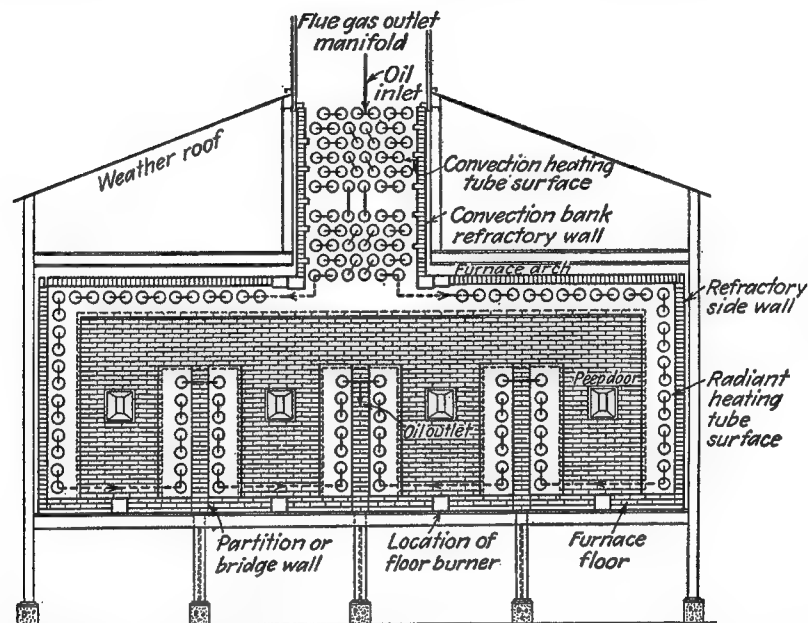 Flue gas outlet
manifold
Oil
inlet
Weather roof
Convection heating
tube surface
Convection bank
refractory wall
Furnace arch
Refractory
side wall
Peep door
Radiant
heating
tube
surface
Oil outlet
Partition or
bridge wall
Location of
floor burner
Furnace
floor